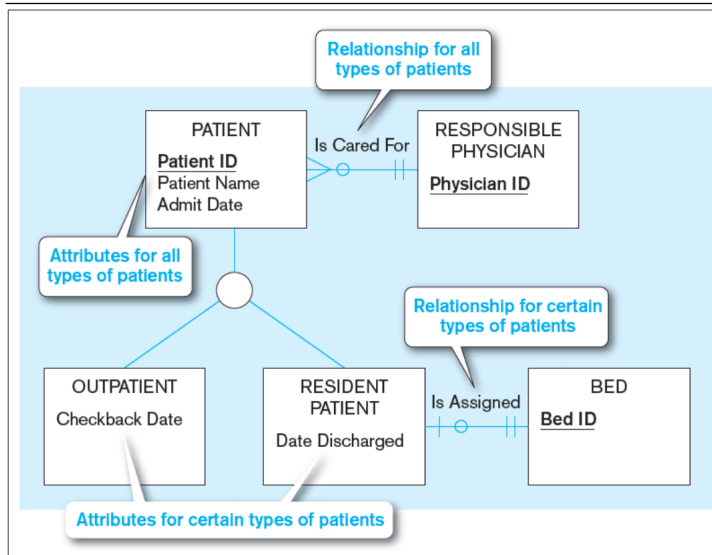 Relationship for all
types of patients
PATIENT
Patient ID
Patient Name
Admit Date
Is Cared For
RESPONSIBLE
PHYSICIAN
Physician ID
Attributes for all
types of patients
Relationship for certain
types of patients
OUTPATIENT
Checkback Date
RESIDENT
PATIENT
Date Discharged
Is Assigned
BED
Bed ID
Attributes for certain types of patients